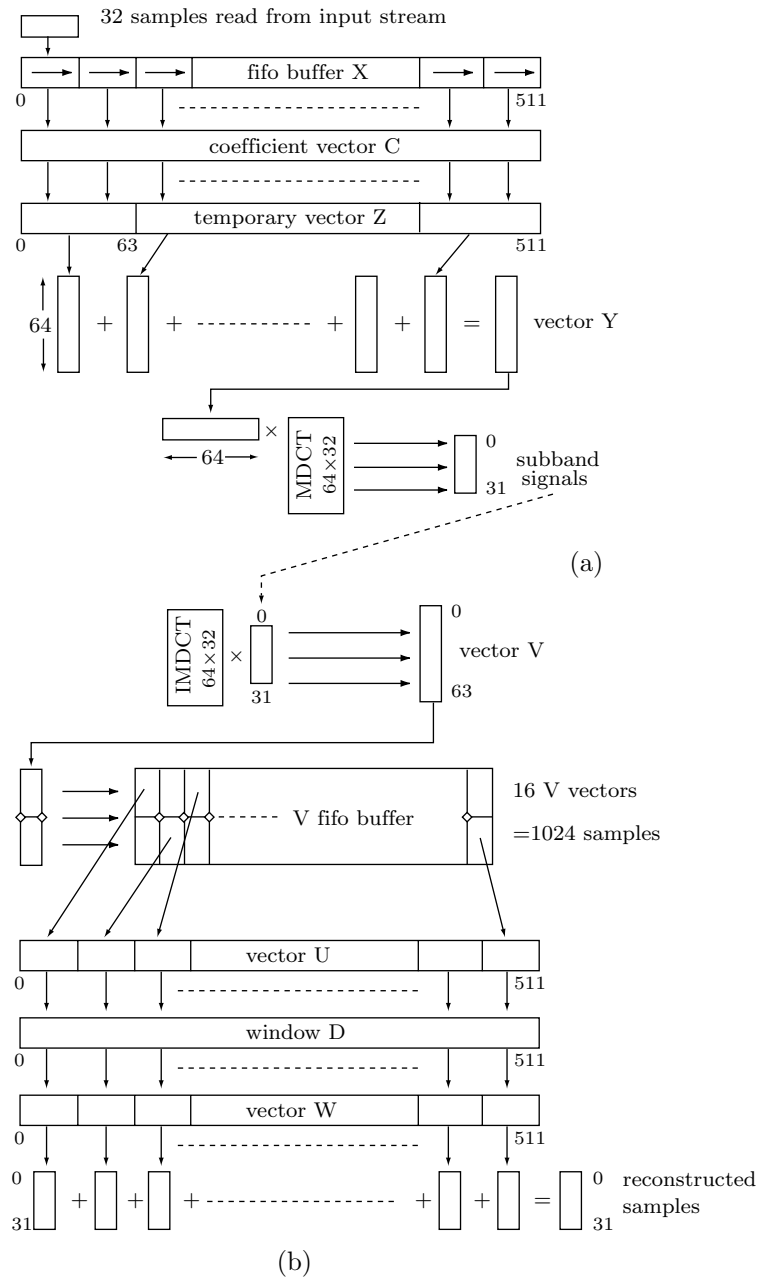 32 samples read from input stream
fifo buffer X
0 511
coefficient vector C
temporary vector Z
0 63 511
64 + + + + = vector Y
64 × MDCT 64×32 0 31 subband signals
(a)
IMDCT 64×32 × 0 31 0 63 vector V
V fifo buffer
16 V vectors
=1024 samples
vector U
0 511
window D
0 511
vector W
0 511
0 31 + + + + + = 0 31 reconstructed samples
(b)